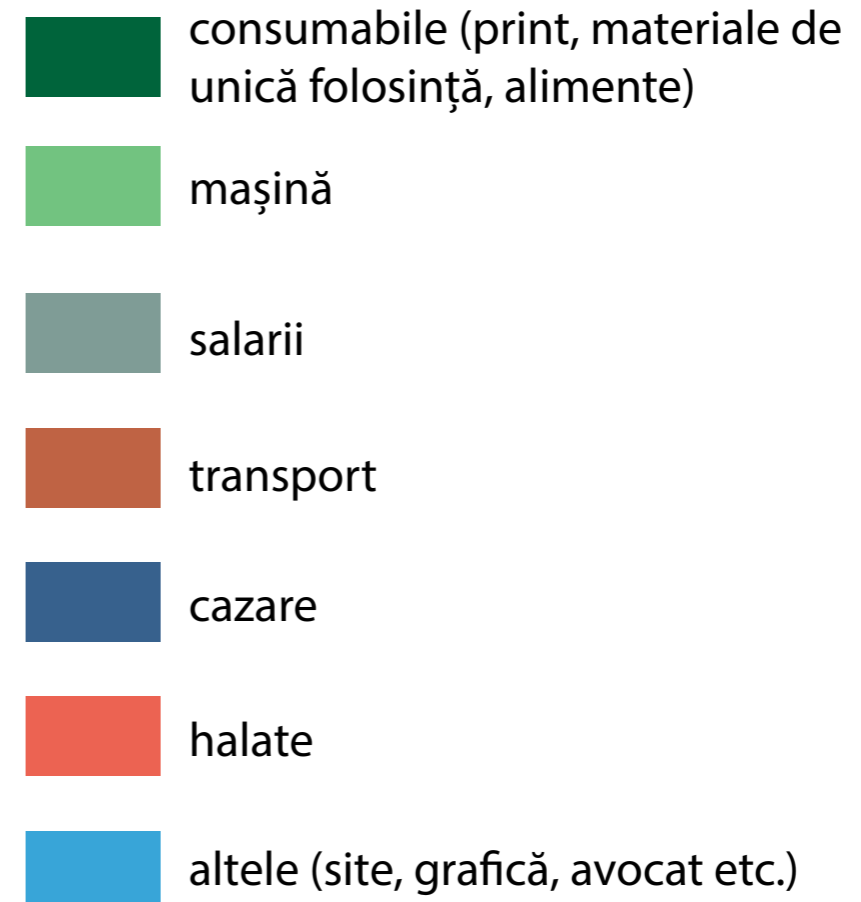 consumabile (print, materiale de
unică folosință, alimente)
mașină
salarii
transport
cazare
halate
altele (site, grafică, avocat etc.)